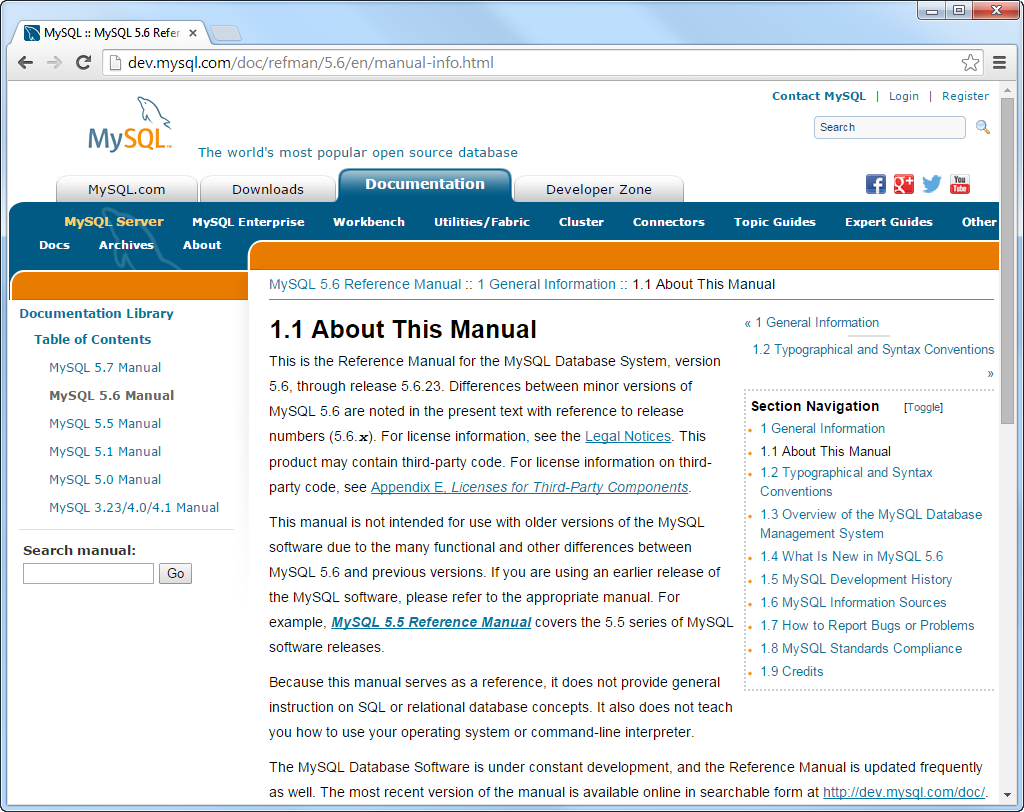 MySQL :: MySQL 5.6 Refer
dev.mysql.com/doc/refman/5.6/en/manual-info.html
Contact MySQL | Login | Register
Search
MySQL™
The world's most popular open source database
MySQL.com Downloads Documentation Developer Zone
You Tube
MySQL Server MySQL Enterprise Workbench Utilities/Fabric Cluster Connectors Topic Guides Expert Guides Other
Docs Archives About
Documentation Library
Table of Contents
MySQL 5.7 Manual
MySQL 5.6 Manual
MySQL 5.5 Manual
MySQL 5.1 Manual
MySQL 5.0 Manual
MySQL 3.23/4.0/4.1 Manual
Search manual:
Go
MySQL 5.6 Reference Manual :: 1 General Information :: 1.1 About This Manual
1.1 About This Manual
This is the Reference Manual for the MySQL Database System, version
5.6, through release 5.6.23. Differences between minor versions of
MySQL 5.6 are noted in the present text with reference to release
numbers (5.6.x). For license information, see the Legal Notices. This
product may contain third-party code. For license information on third-
party code, see Appendix E, Licenses for Third-Party Components.
This manual is not intended for use with older versions of the MySQL
software due to the many functional and other differences between
MySQL 5.6 and previous versions. If you are using an earlier release of
the MySQL software, please refer to the appropriate manual. For
example, MySQL 5.5 Reference Manual covers the 5.5 series of MySQL
software releases.
Because this manual serves as a reference, it does not provide general
instruction on SQL or relational database concepts. It also does not teach
you how to use your operating system or command-line interpreter.
The MySQL Database Software is under constant development, and the Reference Manual is updated frequently
as well. The most recent version of the manual is available online in searchable form at http://dev.mysql.com/doc/.
« 1 General Information
1.2 Typographical and Syntax Conventions
»
Section Navigation [Toggle]
1 General Information
1.1 About This Manual
1.2 Typographical and Syntax
Conventions
1.3 Overview of the MySQL Database
Management System
1.4 What Is New in MySQL 5.6
1.5 MySQL Development History
1.6 MySQL Information Sources
1.7 How to Report Bugs or Problems
1.8 MySQL Standards Compliance
1.9 Credits